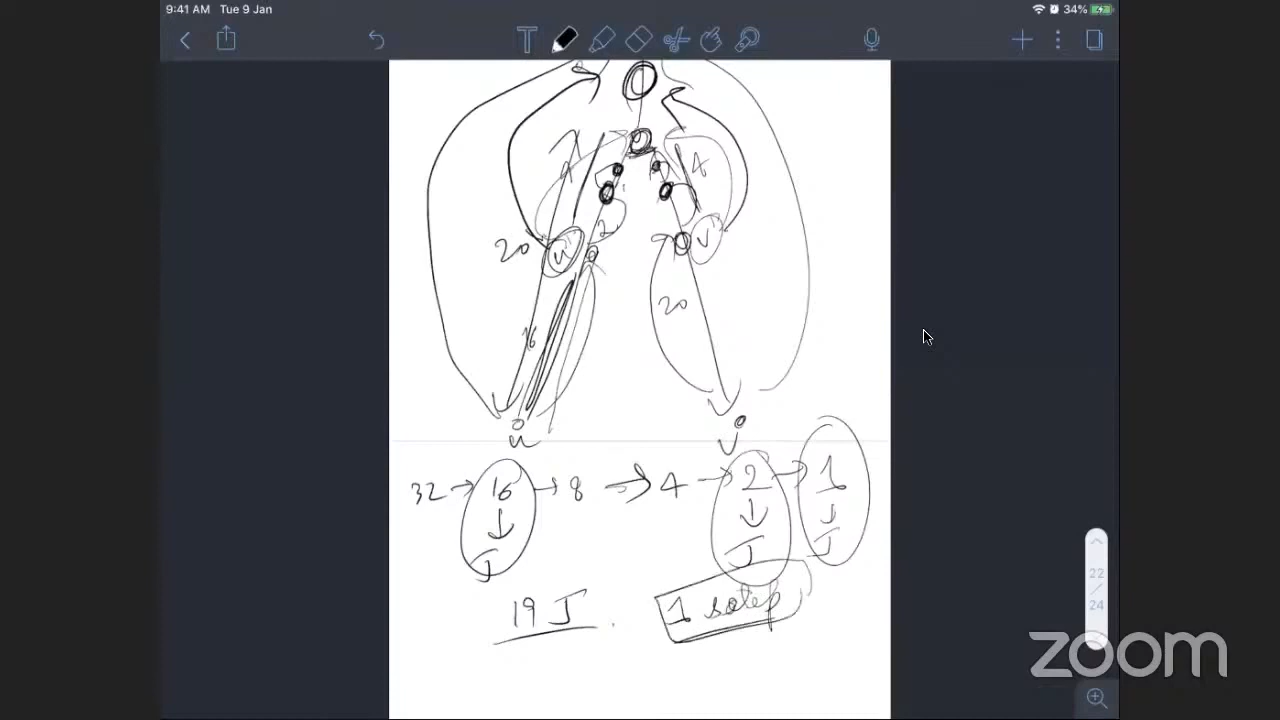 9:41 AM Tue 9 Jan
34%
4
2
20
u
v
20
16
u
v
32 → 16 → 8 → 4 → 2 → 1
↓ ↓ ↓
J J J
19 J. 1 step
22
/
24
zoom